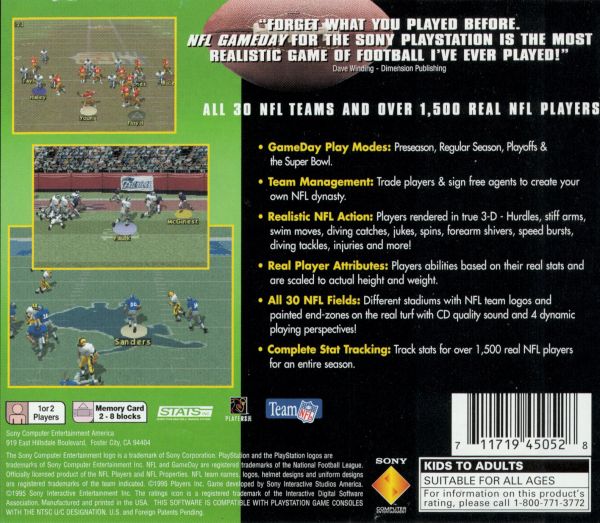 "FORGET WHAT YOU PLAYED BEFORE.
NFL GAMEDAY FOR THE SONY PLAYSTATION IS THE MOST
REALISTIC GAME OF FOOTBALL I'VE EVER PLAYED!"
Dave Winding - Dimension Publishing
ALL 30 NFL TEAMS AND OVER 1,500 REAL NFL PLAYERS
• GameDay Play Modes: Preseason, Regular Season, Playoffs &
the Super Bowl.
• Team Management: Trade players & sign free agents to create your
own NFL dynasty.
• Realistic NFL Action: Players rendered in true 3-D - Hurdles, stiff arms,
swim moves, diving catches, jukes, spins, forearm shivers, speed bursts,
diving tackles, injuries and more!
• Real Player Attributes: Players abilities based on their real stats and
are scaled to actual height and weight.
• All 30 NFL Fields: Different stadiums with NFL team logos and
painted end-zones on the real turf with CD quality sound and 4 dynamic
playing perspectives!
• Complete Stat Tracking: Track stats for over 1,500 real NFL players
for an entire season.
Haley
Young
Floyd
Faulk
McGinest
Sanders
1 or 2
Players
Memory Card
2 - 8 blocks
STATS INC
PLAYERS
Team NFL
Sony Computer Entertainment America
919 East Hillsdale Boulevard, Foster City, CA 94404
The Sony Computer Entertainment logo is a trademark of Sony Corporation. PlayStation and the PlayStation logos are
trademarks of Sony Computer Entertainment Inc. NFL and GameDay are registered trademarks of the National Football League.
Officially licensed product of the NFL Players and NFL Properties. NFL team names, logos, helmet designs and uniform designs
are registered trademarks of the team indicated. ©1995 Players Inc. Game developed by Sony Interactive Studios America.
©1995 Sony Interactive Entertainment Inc. The ratings icon is a registered trademark of the Interactive Digital Software
Association. Manufactured and printed in the USA. THIS SOFTWARE IS COMPATIBLE WITH PLAYSTATION GAME CONSOLES
WITH THE NTSC U/C DESIGNATION. U.S. and Foreign Patents Pending.
SONY
COMPUTER
7 11719 45052 8
KIDS TO ADULTS
SUITABLE FOR ALL AGES
For information on this product's
rating, please call 1-800-771-3772